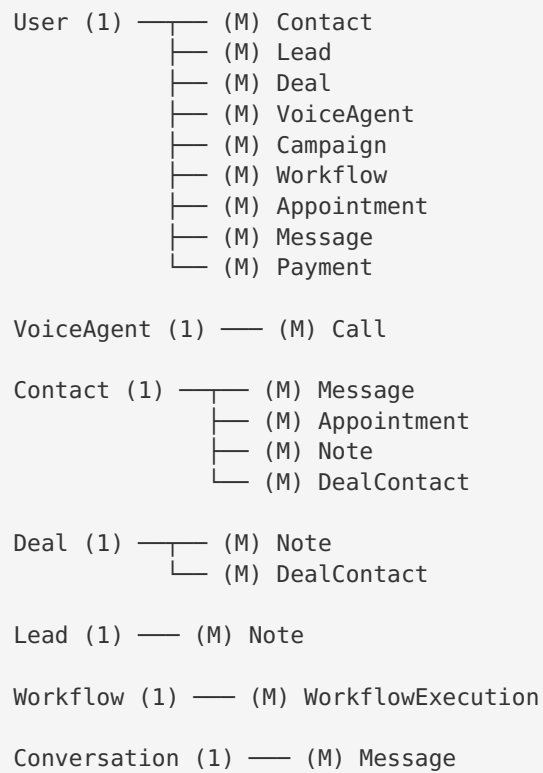 User (1) ──┬── (M) Contact
           ├── (M) Lead
           ├── (M) Deal
           ├── (M) VoiceAgent
           ├── (M) Campaign
           ├── (M) Workflow
           ├── (M) Appointment
           ├── (M) Message
           └── (M) Payment

VoiceAgent (1) ─── (M) Call

Contact (1) ──┬── (M) Message
              ├── (M) Appointment
              ├── (M) Note
              └── (M) DealContact

Deal (1) ──┬── (M) Note
           └── (M) DealContact

Lead (1) ─── (M) Note

Workflow (1) ─── (M) WorkflowExecution

Conversation (1) ─── (M) Message